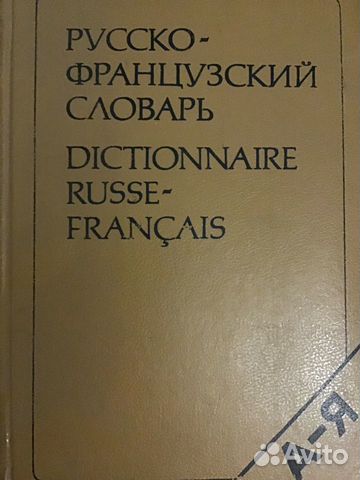 РУССКО-
ФРАНЦУЗСКИЙ
СЛОВАРЬ
DICTIONNAIRE
RUSSE-
FRANÇAIS
А-Я
Avito